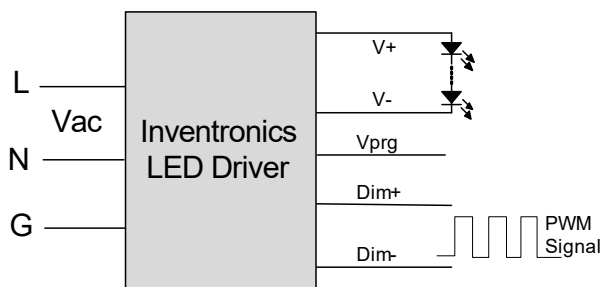 L
Vac
N
G
Inventronics
LED Driver
V+
V-
Vprg
Dim+
Dim-
PWM
Signal